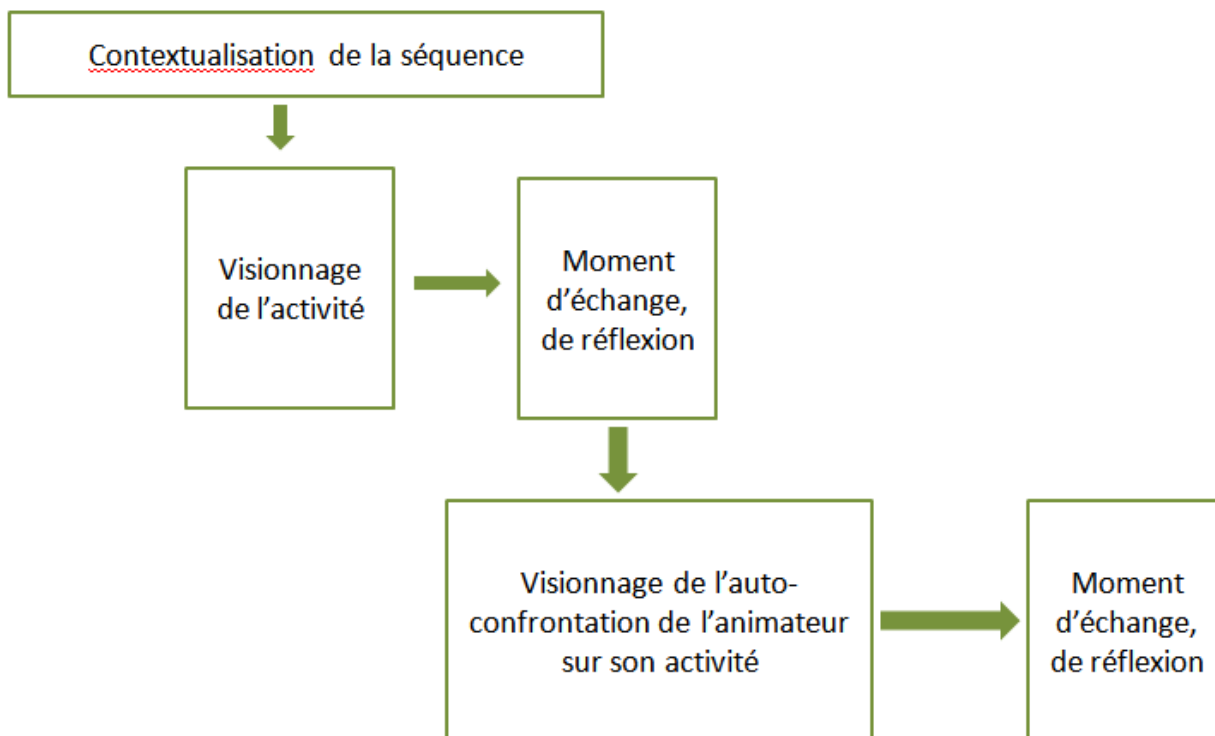 Contextualisation de la séquence
Visionnage
de l’activité
Moment
d’échange,
de réflexion
Visionnage de l’auto-
confrontation de l’animateur
sur son activité
Moment
d’échange,
de réflexion